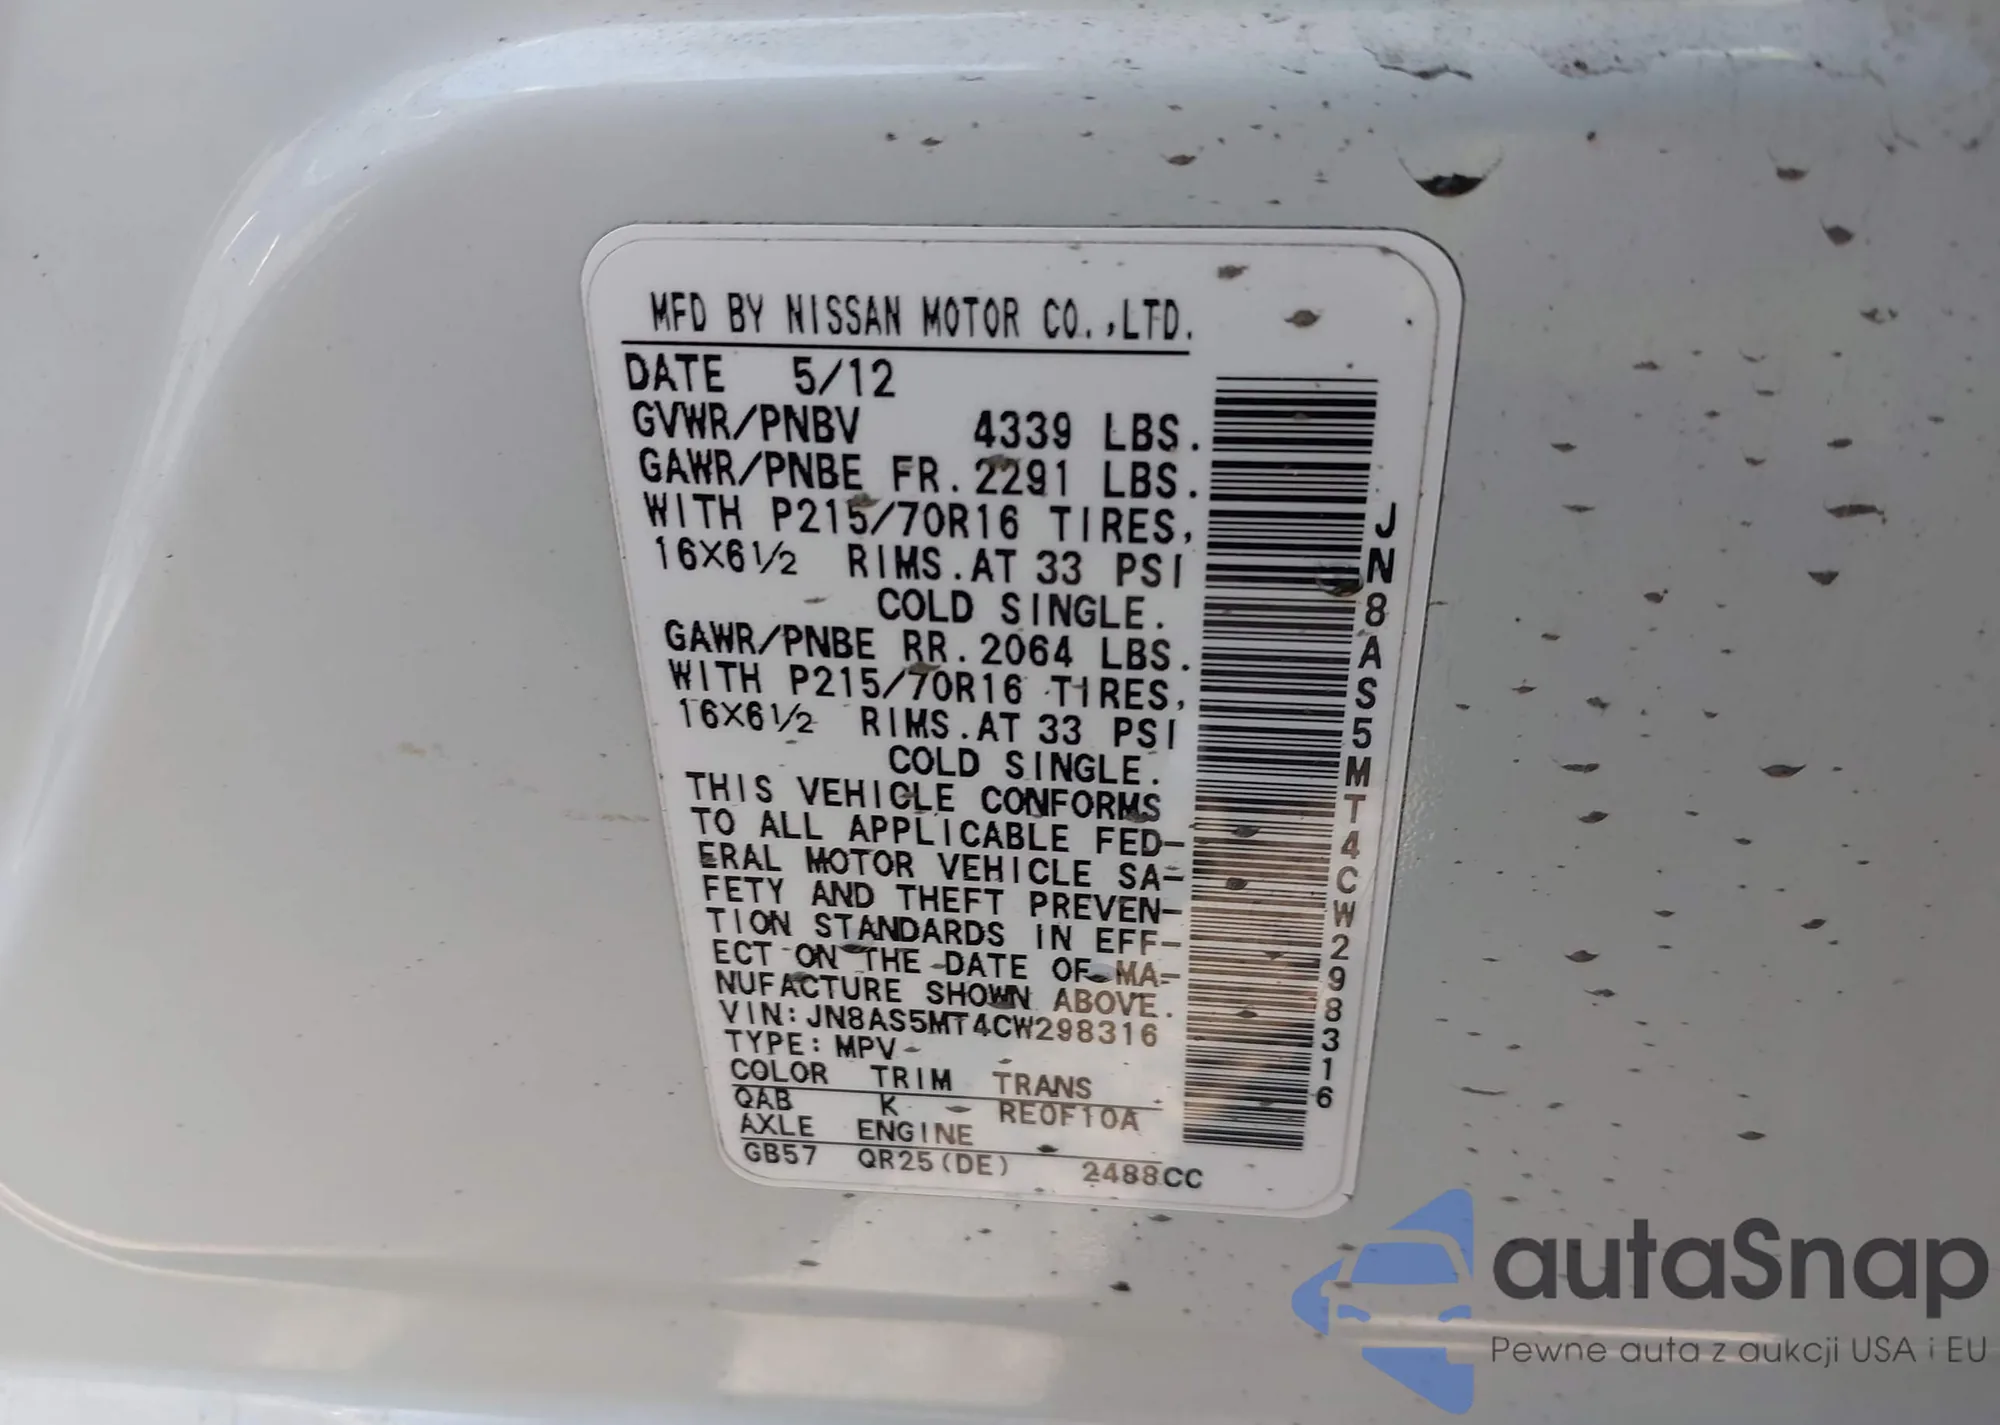 MFD BY NISSAN MOTOR CO.,LTD.
DATE 5/12
GVWR/PNBV 4339 LBS.
GAWR/PNBE FR.2291 LBS.
WITH P215/70R16 TIRES,
16X6½ RIMS.AT 33 PSI
COLD SINGLE.
GAWR/PNBE RR.2064 LBS.
WITH P215/70R16 TIRES,
16X6½ RIMS.AT 33 PSI
COLD SINGLE.
THIS VEHICLE CONFORMS
TO ALL APPLICABLE FED-
ERAL MOTOR VEHICLE SA-
FETY AND THEFT PREVEN-
TION STANDARDS IN EFF-
ECT ON THE DATE OF MA-
NUFACTURE SHOWN ABOVE.
VIN:JN8AS5MT4CW298316
TYPE:MPV
COLOR TRIM TRANS
QAB K RE0F10A
AXLE ENGINE
GB57 QR25(DE) 2488CC
JN8AS5MT4CW298316
autaSnap
Pewne auta z aukcji USA i EU